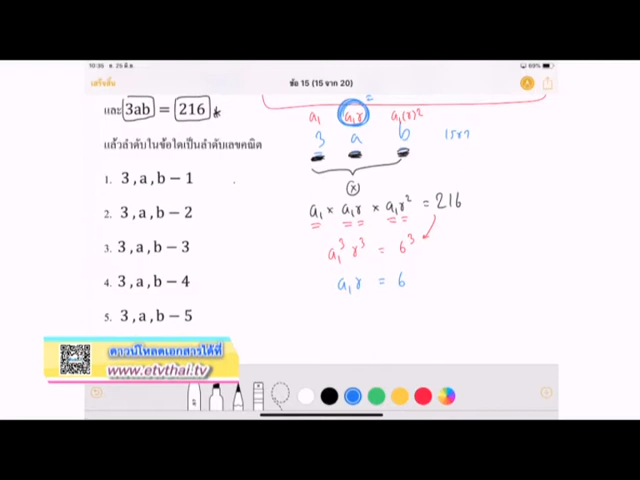 10:35 อ. 25 มี.ค.
69%
เสร็จสิ้น
ข้อ 15 (15 จาก 20)
และ 3ab = 216
แล้วลำดับในข้อใดเป็นลำดับเลขคณิต
1. 3, a, b − 1
2. 3, a, b − 2
3. 3, a, b − 3
4. 3, a, b − 4
5. 3, a, b − 5
a₁ a₁r a₁(r)²
3 a b
×
a₁ × a₁r × a₁r² = 216
a₁³ r³ = 6³
a₁r = 6
ดาวน์โหลดเอกสารได้ที่
www.etvthai.tv